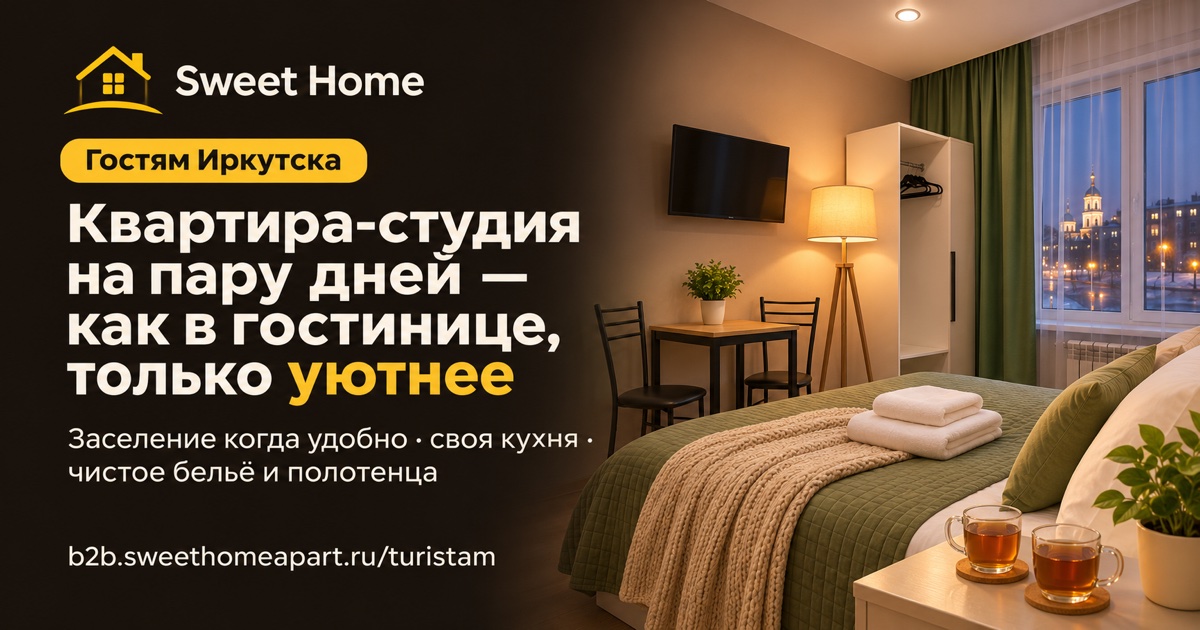 Sweet Home
Гостям Иркутска
Квартира-студия
на пару дней —
как в гостинице,
только уютнее
Заселение когда удобно · своя кухня ·
чистое бельё и полотенца
b2b.sweethomeapart.ru/turistam